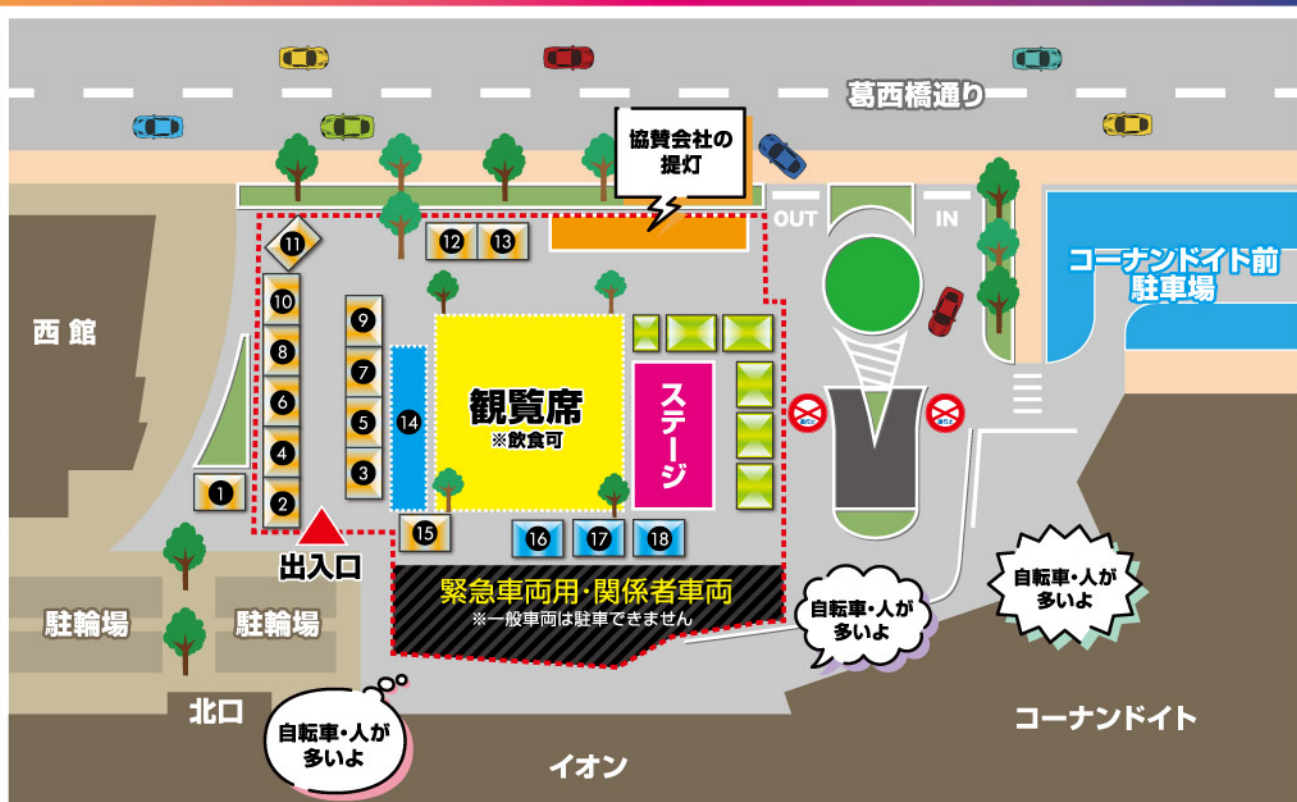 葛西橋通り
協賛会社の
提灯
OUT
IN
コーナンドイト前
駐車場
西館
11
12
13
10
9
8
7
6
5
4
3
2
1
14
観覧席
※飲食可
ステージ
15
16
17
18
出入口
緊急車両用・関係者車両
※一般車両は駐車できません
駐輪場
駐輪場
自転車・人が
多いよ
自転車・人が
多いよ
北口
自転車・人が
多いよ
イオン
コーナンドイト